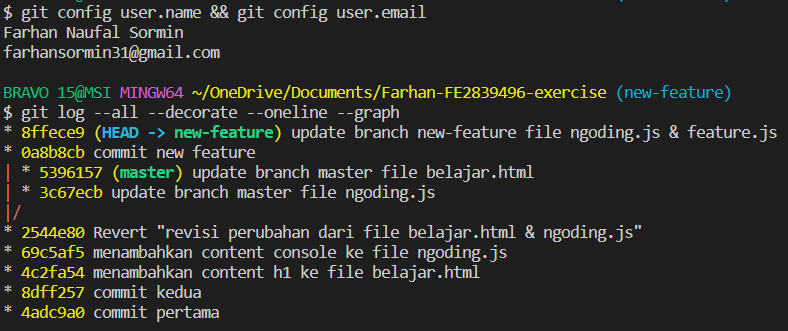 $ git config user.name && git config user.email
Farhan Naufal Sormin
farhansormin31@gmail.com
BRAVO 15@MSI MINGW64 ~/OneDrive/Documents/Farhan-FE2839496-exercise (new-feature)
$ git log --all --decorate --oneline --graph
* 8ffece9 (HEAD -> new-feature) update branch new-feature file ngoding.js & feature.js
* 0a8b8cb commit new feature
| * 5396157 (master) update branch master file belajar.html
| * 3c67ecb update branch master file ngoding.js
|/
* 2544e80 Revert "revisi perubahan dari file belajar.html & ngoding.js"
* 69c5af5 menambahkan content console ke file ngoding.js
* 4c2fa54 menambahkan content h1 ke file belajar.html
* 8dff257 commit kedua
* 4adc9a0 commit pertama